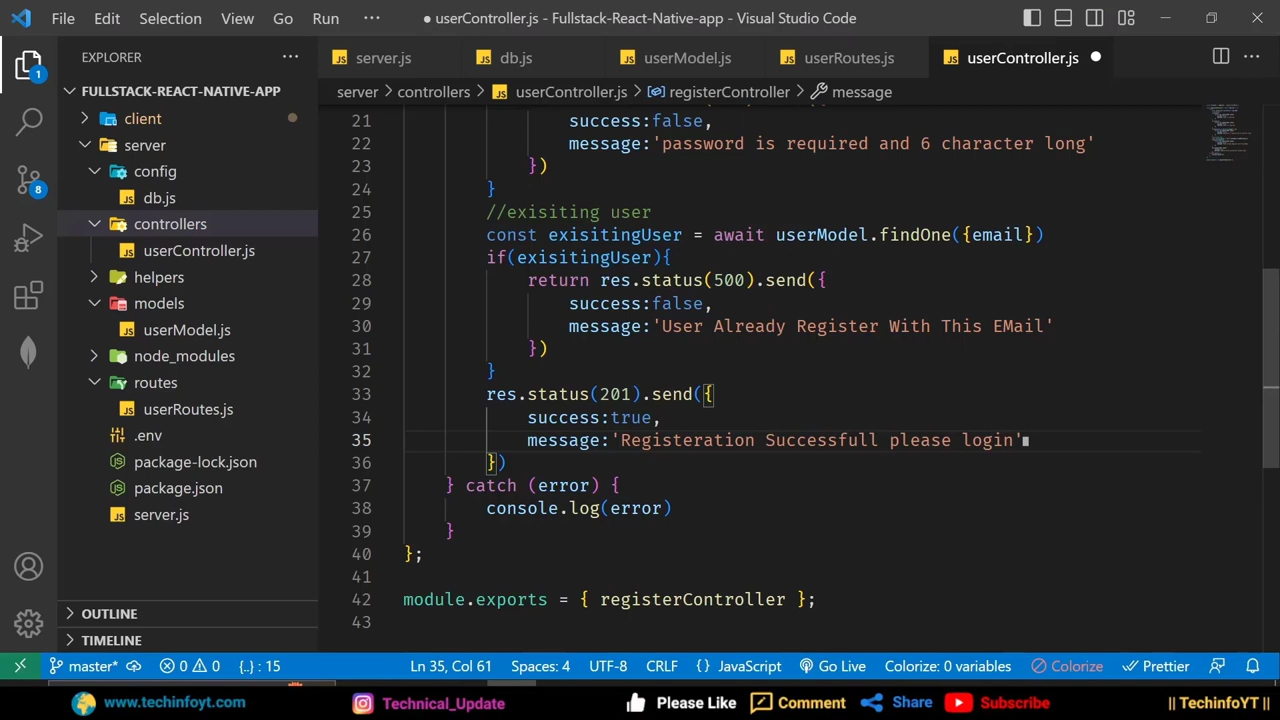 File Edit Selection View Go Run ··· ● userController.js - Fullstack-React-Native-app - Visual Studio Code
EXPLORER ···
server.js db.js userModel.js userRoutes.js userController.js ● ···
server > controllers > userController.js > registerController > message
1
8
FULLSTACK-REACT-NATIVE-APP
client
server
config
db.js
controllers
userController.js
helpers
models
userModel.js
node_modules
routes
userRoutes.js
.env
package-lock.json
package.json
server.js
OUTLINE
TIMELINE
21 success:false,
22 message:'password is required and 6 character long'
23 })
24 }
25 //exisiting user
26 const exisitingUser = await userModel.findOne({email})
27 if(exisitingUser){
28 return res.status(500).send({
29 success:false,
30 message:'User Already Register With This EMail'
31 })
32 }
33 res.status(201).send({
34 success:true,
35 message:'Registeration Successfull please login'
36 })
37 } catch (error) {
38 console.log(error)
39 }
40 };
41
42 module.exports = { registerController };
43
master* 0 0 {..} : 15 Ln 35, Col 61 Spaces: 4 UTF-8 CRLF {} JavaScript Go Live Colorize: 0 variables Colorize Prettier
www.techinfoyt.com Technical_Update Please Like Comment Share Subscribe || TechinfoYT ||